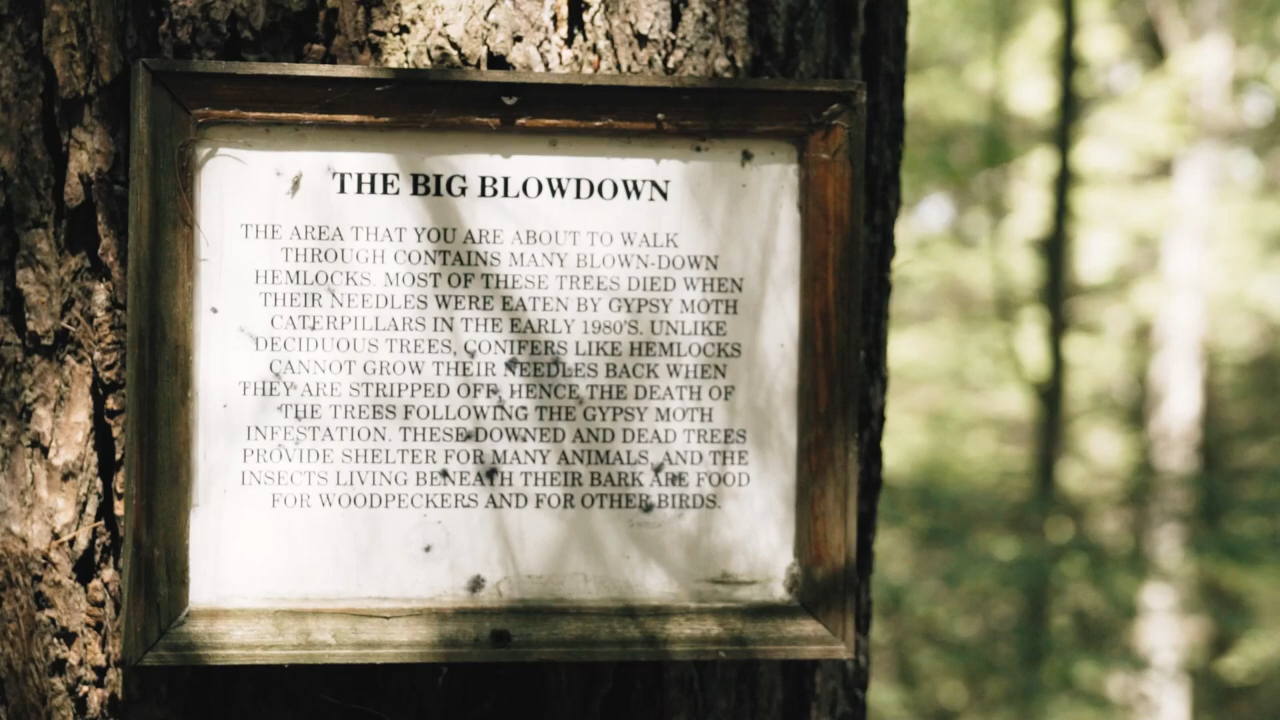 THE BIG BLOWDOWN
THE AREA THAT YOU ARE ABOUT TO WALK
THROUGH CONTAINS MANY BLOWN-DOWN
HEMLOCKS. MOST OF THESE TREES DIED WHEN
THEIR NEEDLES WERE EATEN BY GYPSY MOTH
CATERPILLARS IN THE EARLY 1980'S. UNLIKE
DECIDUOUS TREES, CONIFERS LIKE HEMLOCKS
CANNOT GROW THEIR NEEDLES BACK WHEN
THEY ARE STRIPPED OFF, HENCE THE DEATH OF
THE TREES FOLLOWING THE GYPSY MOTH
INFESTATION. THESE DOWNED AND DEAD TREES
PROVIDE SHELTER FOR MANY ANIMALS, AND THE
INSECTS LIVING BENEATH THEIR BARK ARE FOOD
FOR WOODPECKERS AND FOR OTHER BIRDS.